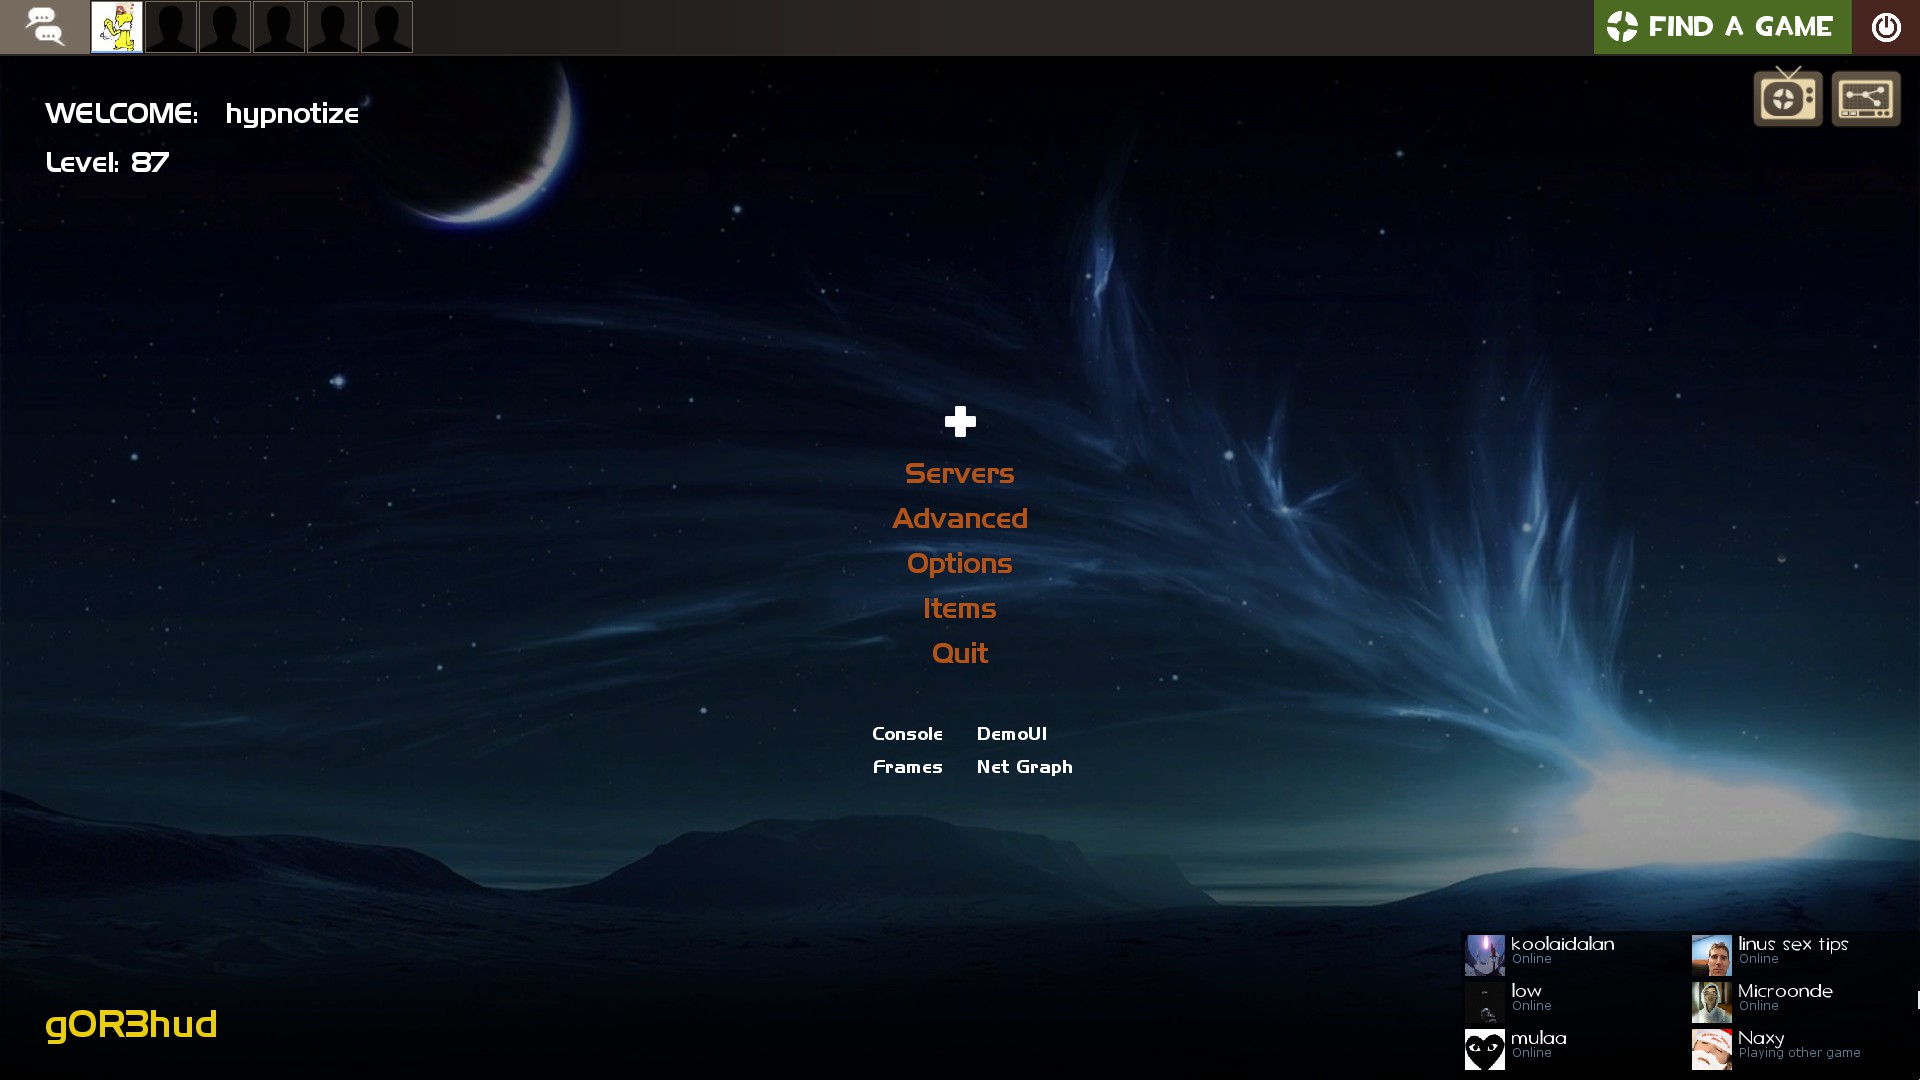 FIND A GAME
WELCOME: hypnotize
Level: 87
Servers
Advanced
Options
Items
Quit
Console DemoUI
Frames Net Graph
gOR3hud
koolaidalan
Online
linus sex tips
Online
low
Online
Microonde
Online
mulaa
Online
Naxy
Playing other game